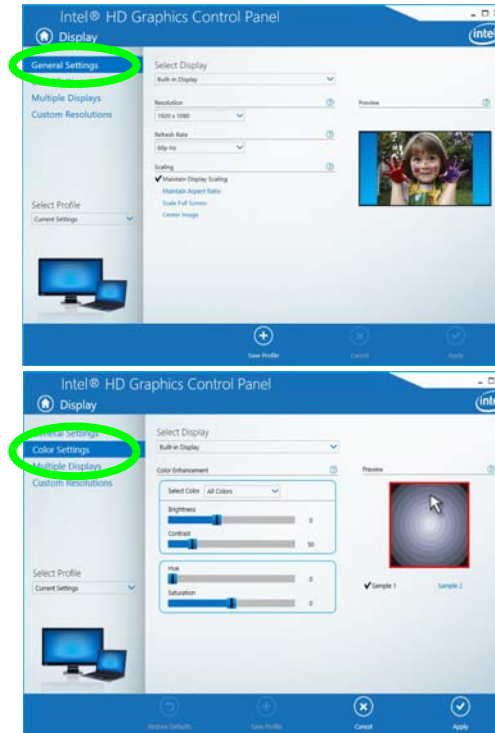 Intel® HD Graphics Control Panel
Display
General Settings
Multiple Displays
Custom Resolutions
Select Profile
Current Settings
Select Display
Built-in Display
Resolution
1920 x 1080
Refresh Rate
60p Hz
Scaling
Maintain Display Scaling
Maintain Aspect Ratio
Scale Full Screen
Center Image
Preview
Save Profile
Cancel
Apply
Intel® HD Graphics Control Panel
Display
General Settings
Color Settings
Multiple Displays
Custom Resolutions
Select Profile
Current Settings
Select Display
Built-in Display
Color Enhancement
Select Color All Colors
Brightness
0
Contrast
50
Hue
0
Saturation
0
Preview
Sample 1 Sample 2
Restore Defaults
Save Profile
Cancel
Apply